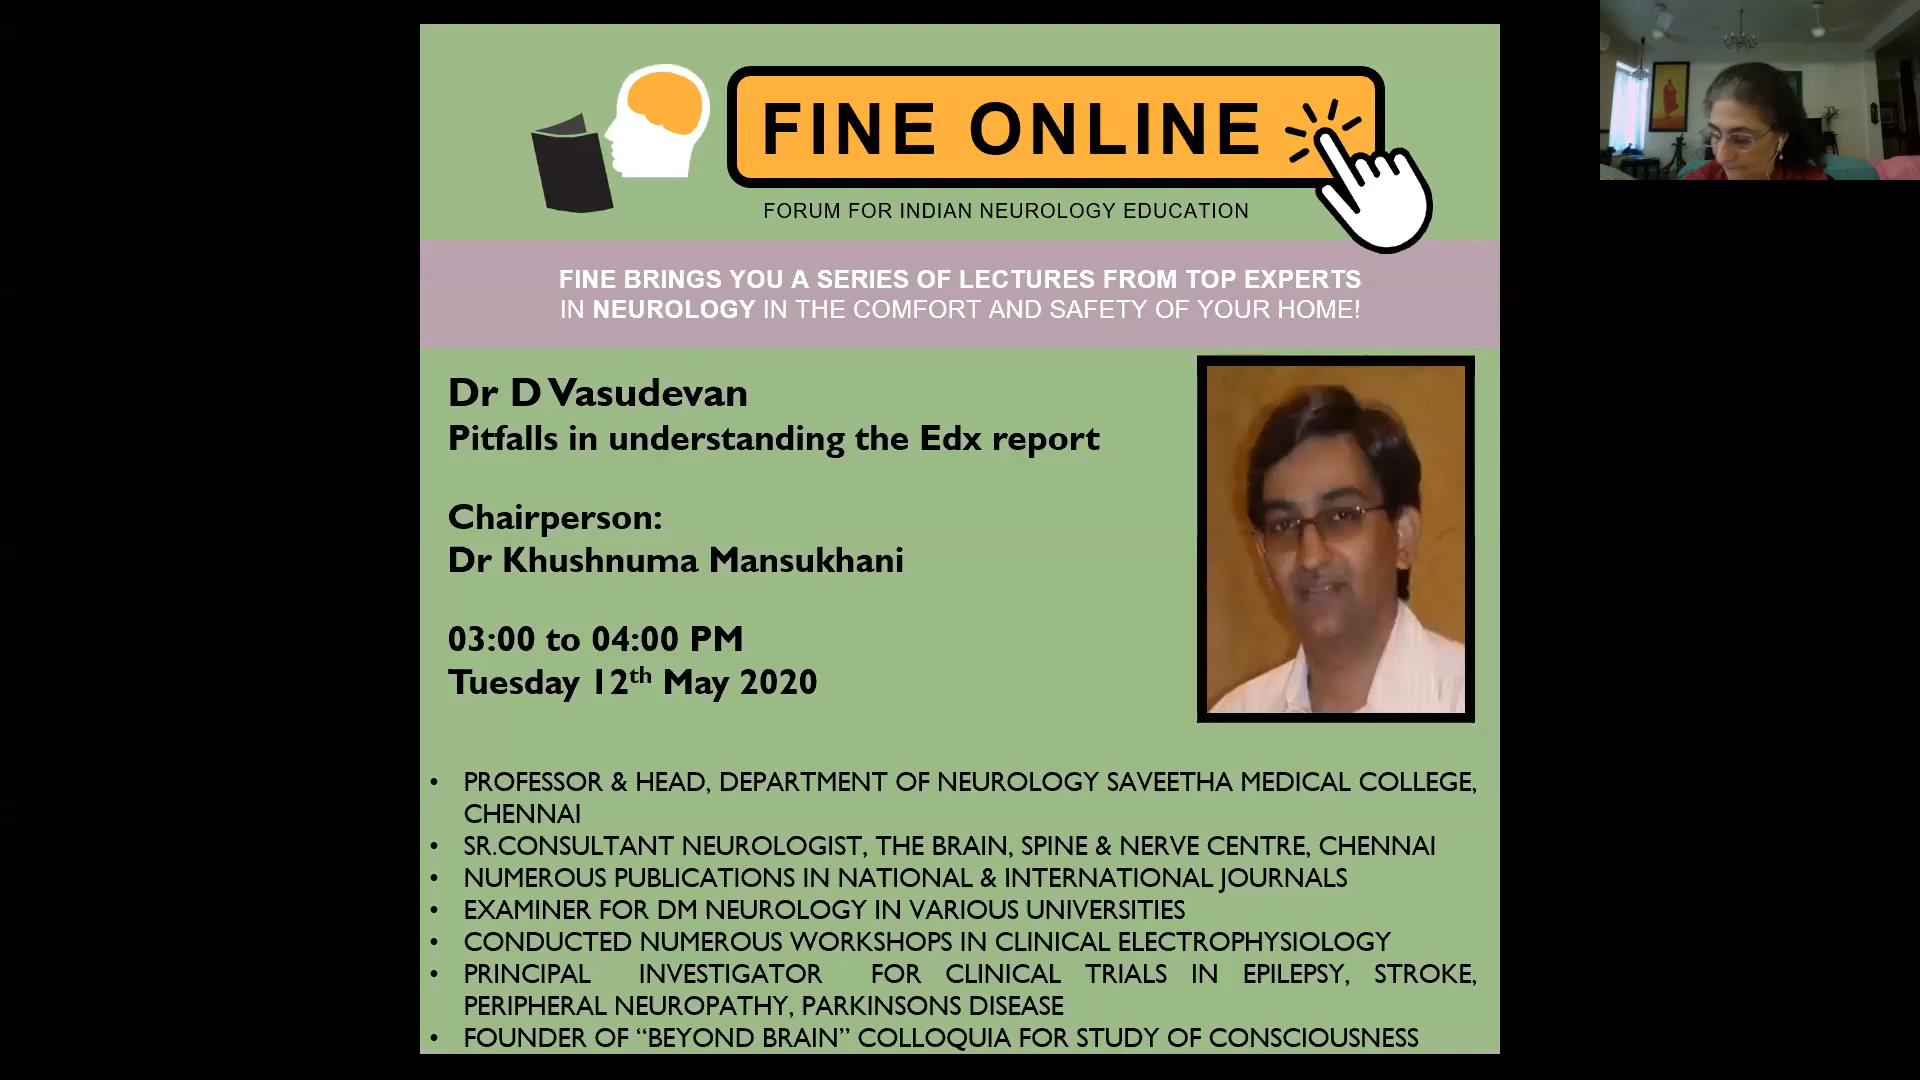 FINE ONLINE
FORUM FOR INDIAN NEUROLOGY EDUCATION
FINE BRINGS YOU A SERIES OF LECTURES FROM TOP EXPERTS
IN NEUROLOGY IN THE COMFORT AND SAFETY OF YOUR HOME!
Dr D Vasudevan
Pitfalls in understanding the Edx report
Chairperson:
Dr Khushnuma Mansukhani
03:00 to 04:00 PM
Tuesday 12th May 2020
• PROFESSOR & HEAD, DEPARTMENT OF NEUROLOGY SAVEETHA MEDICAL COLLEGE,
CHENNAI
• SR.CONSULTANT NEUROLOGIST, THE BRAIN, SPINE & NERVE CENTRE, CHENNAI
• NUMEROUS PUBLICATIONS IN NATIONAL & INTERNATIONAL JOURNALS
• EXAMINER FOR DM NEUROLOGY IN VARIOUS UNIVERSITIES
• CONDUCTED NUMEROUS WORKSHOPS IN CLINICAL ELECTROPHYSIOLOGY
• PRINCIPAL INVESTIGATOR FOR CLINICAL TRIALS IN EPILEPSY, STROKE,
PERIPHERAL NEUROPATHY, PARKINSONS DISEASE
• FOUNDER OF “BEYOND BRAIN” COLLOQUIA FOR STUDY OF CONSCIOUSNESS